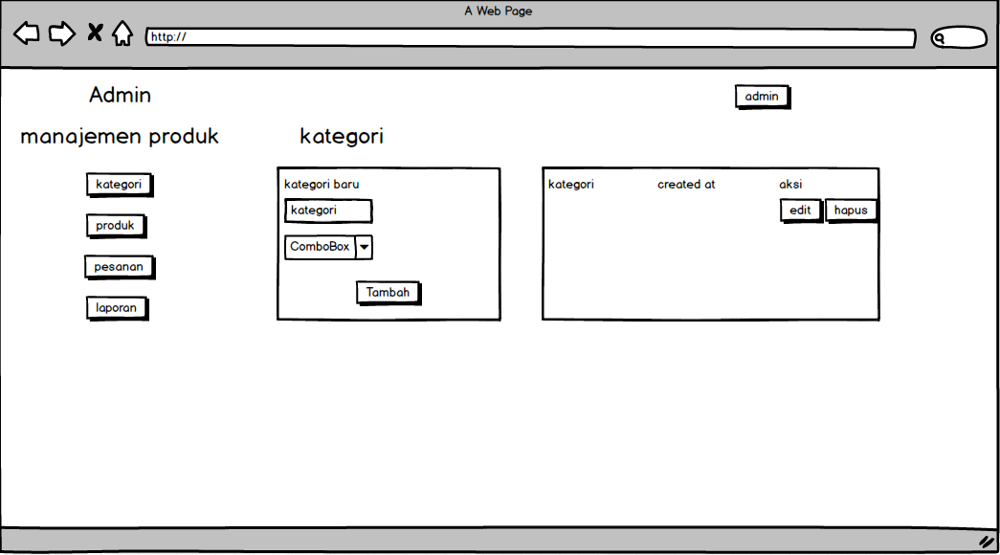 A Web Page
http://
Admin
admin
manajemen produk
kategori
kategori
produk
pesanan
laporan
kategori baru
kategori
ComboBox
Tambah
kategori created at aksi
edit hapus